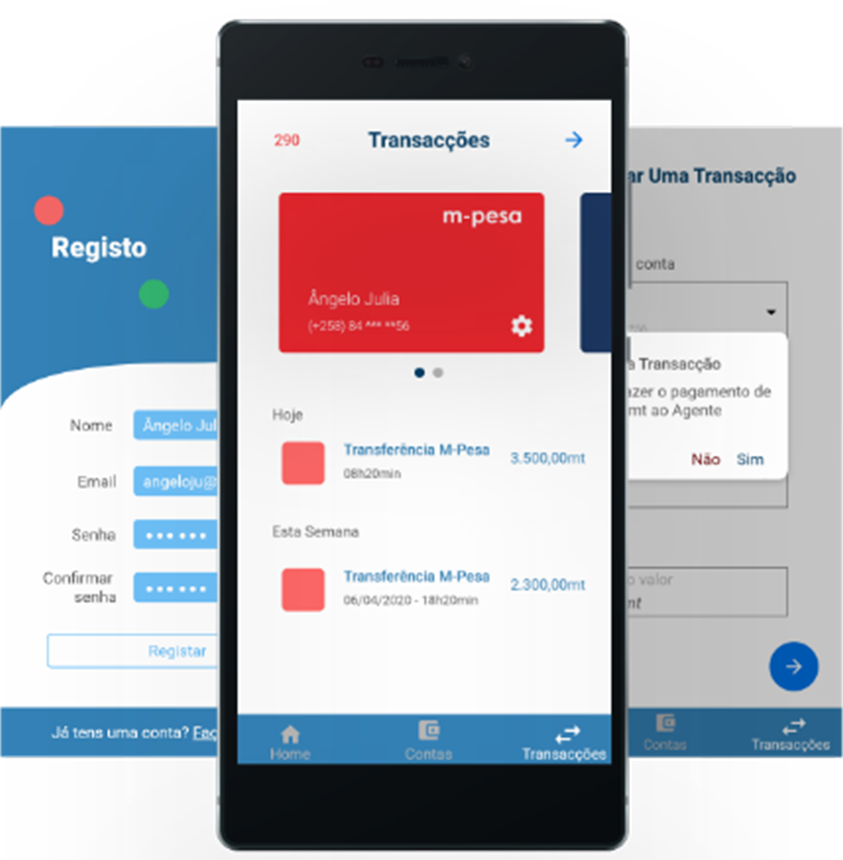 Registo
Nome
Ângelo Jul
Email
angeloju@
Senha
Confirmar
senha
Registar
Já tens uma conta? Faç
290
Transacções
m-pesa
Ângelo Julia
(+258) 84 *** **56
Hoje
Transferência M-Pesa
3.500,00mt
08h20min
Esta Semana
Transferência M-Pesa
2.300,00mt
06/04/2020 - 18h20min
Home
Contas
Transacções
ar Uma Transacção
conta
a Transacção
azer o pagamento de
mt ao Agente
Não Sim
o valor
mt
Contas
Transacções